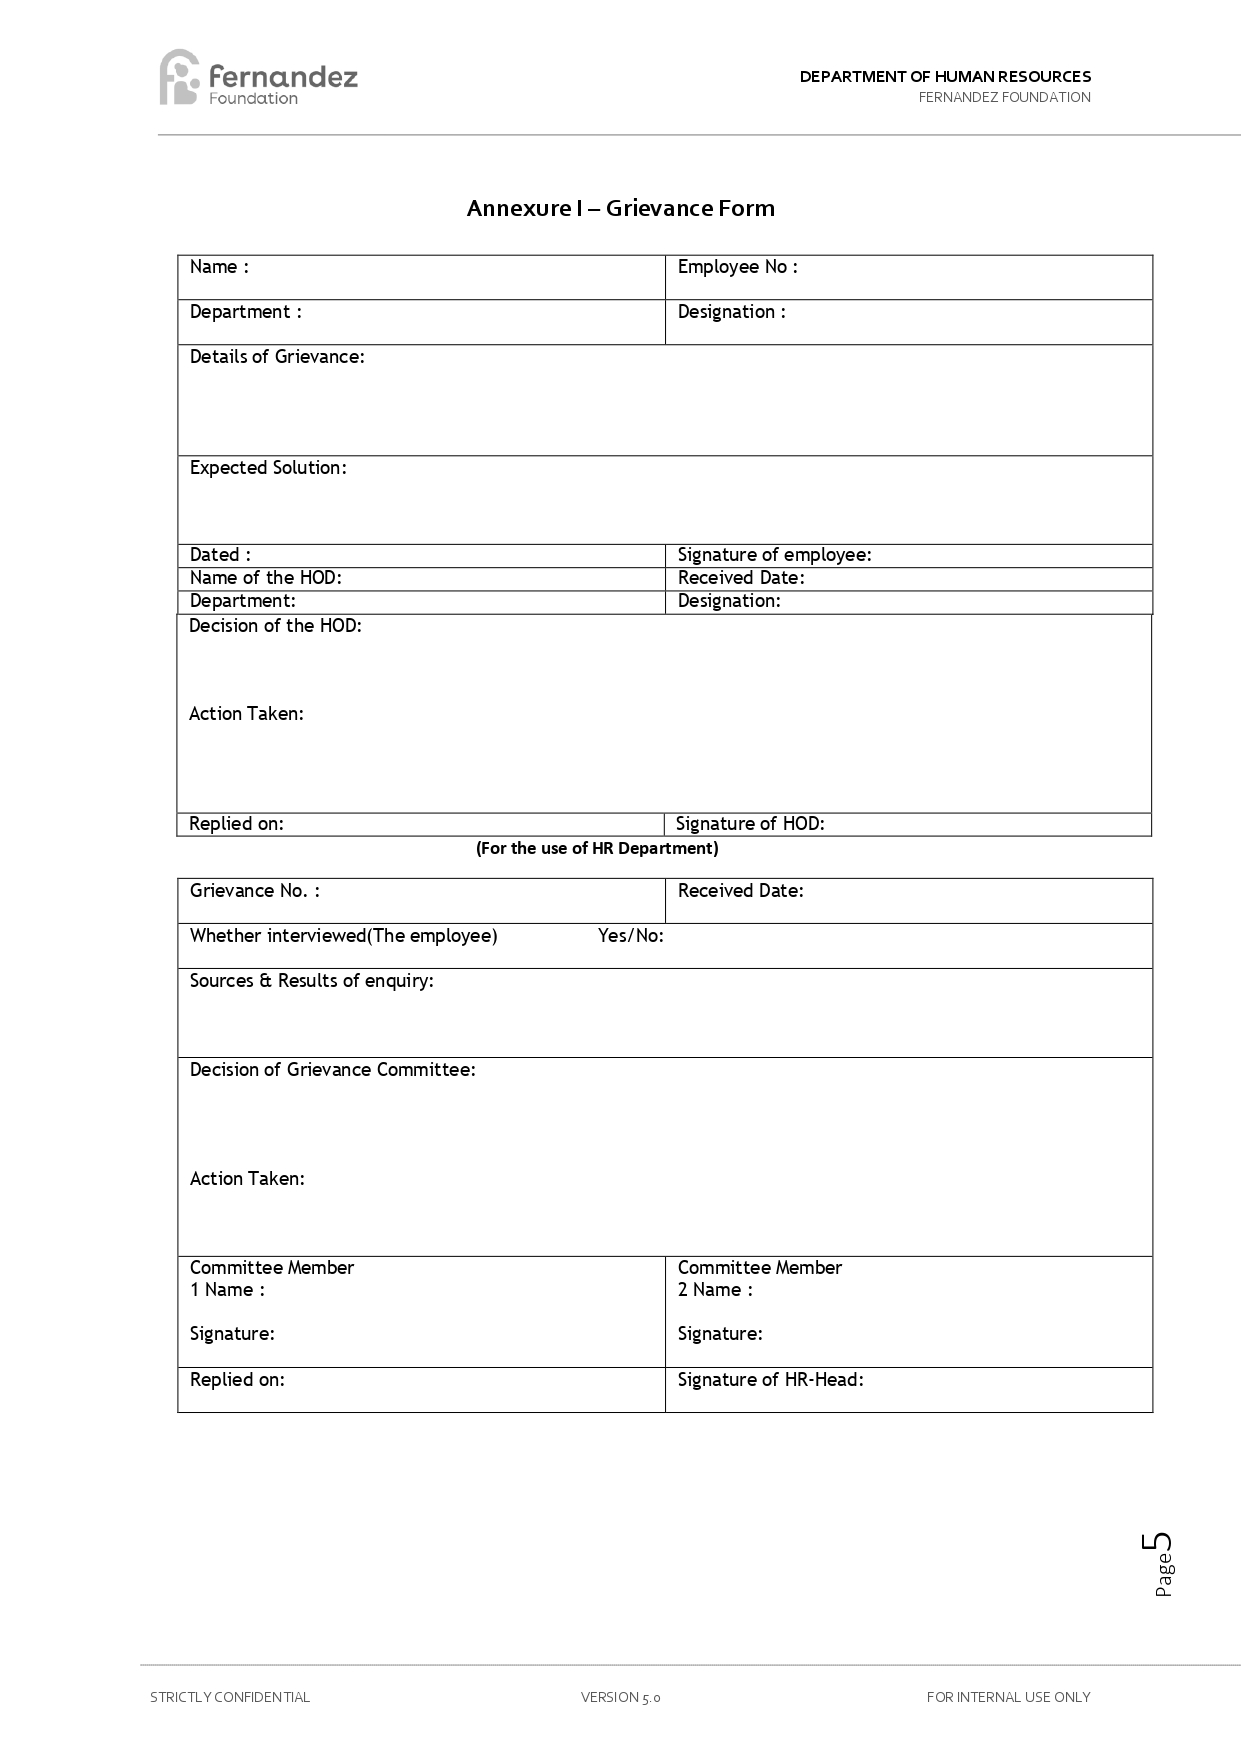 fernandez
Foundation
DEPARTMENT OF HUMAN RESOURCES
FERNANDEZ FOUNDATION
Annexure I – Grievance Form
Name :
Employee No :
Department :
Designation :
Details of Grievance:
Expected Solution:
Dated :
Signature of employee:
Name of the HOD:
Received Date:
Department:
Designation:
Decision of the HOD:
Action Taken:
Replied on:
Signature of HOD:
(For the use of HR Department)
Grievance No. :
Received Date:
Whether interviewed(The employee) Yes/No:
Sources & Results of enquiry:
Decision of Grievance Committee:
Action Taken:
Committee Member
1 Name :
Signature:
Committee Member
2 Name :
Signature:
Replied on:
Signature of HR-Head:
Page5
STRICTLY CONFIDENTIAL
VERSION 5.0
FOR INTERNAL USE ONLY